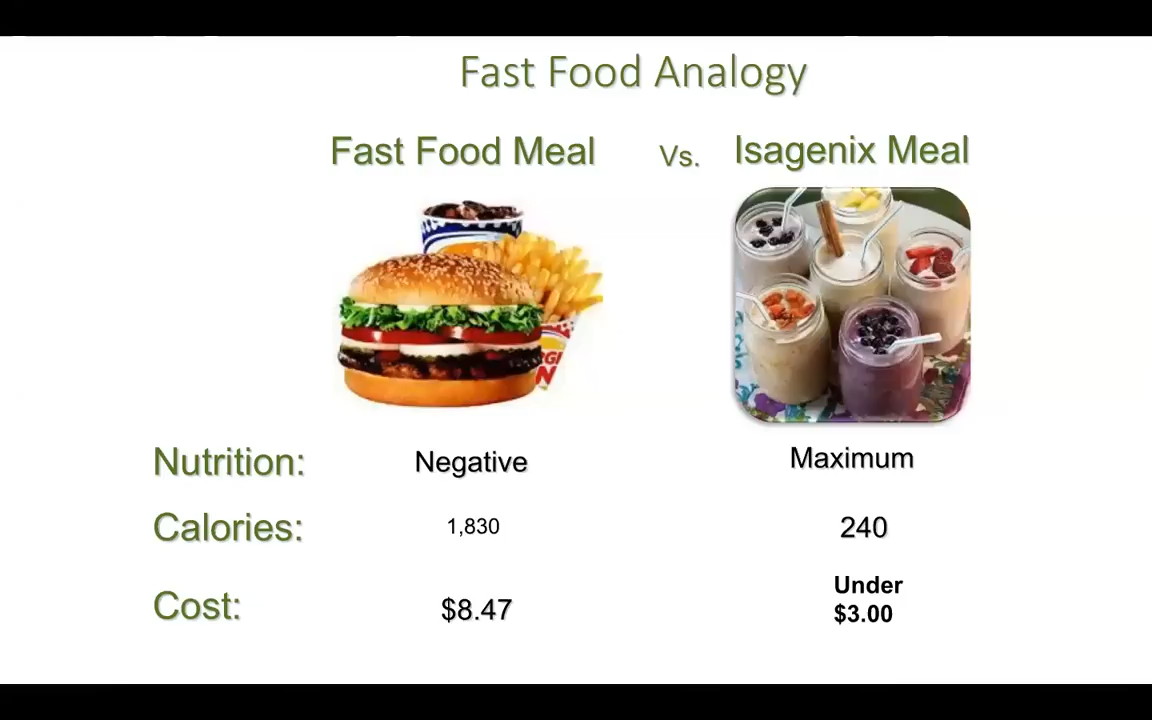 Fast Food Analogy
Fast Food Meal Vs. Isagenix Meal
Nutrition: Negative Maximum
Calories: 1,830 240
Cost: $8.47 Under
$3.00